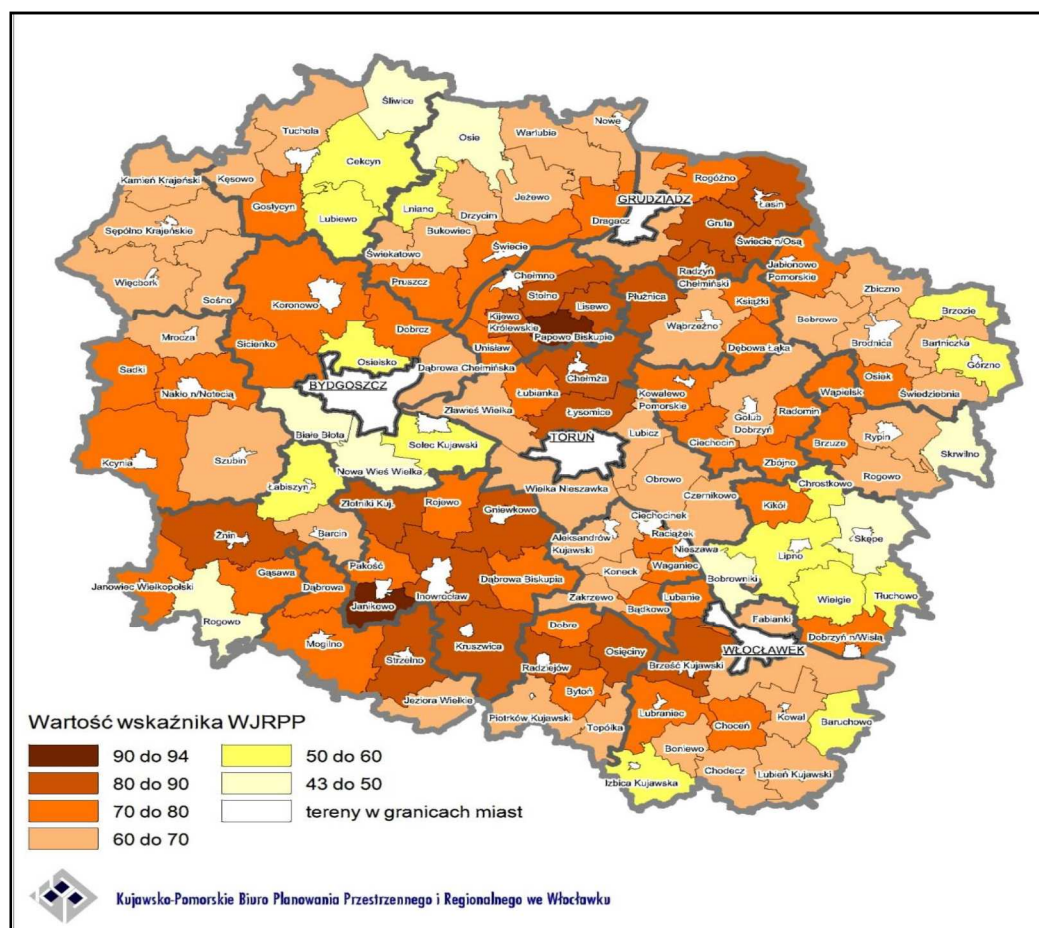 Śliwice
Tuchola
Osie
Warlubie
Nowe
Cekcyn
Kamień Krajeński
Kęsowo
Rogóźno
Gostycyn
Lniano
Jeżewo
GRUDZIĄDZ
Łasin
Lubiewo
Drzycim
Sępólno Krajeńskie
Bukowiec
Dragacz
Gruta
Świecie
Świecie n/Osą
Świekatowo
Więcbork
Pruszcz
Chełmno
Radzyń
Chełmiński
Jabłonowo
Pomorskie
Sośno
Koronowo
Stolno
Płużnica
Zbiczno
Lisewo
Książki
Brzozie
Kijewo
Królewskie
Bobrowo
Mrocza
Dobrcz
Papowo Biskupie
Wąbrzeźno
Brodnica
Bartniczka
Sicienko
Unisław
Dębowa Łąka
Osielsko
Górzno
Sadki
Dąbrowa Chełmińska
Chełmża
Osiek
BYDGOSZCZ
Nakło n/Notecią
Łubianka
Kowalewo
Pomorskie
Wąpielsk
Świedziebnia
Zławieś Wielka
Łysomice
Golub
Dobrzyń
Radomin
Białe Błota
TORUŃ
Lubicz
Ciechocin
Brzuze
Rypin
Solec Kujawski
Skrwilno
Kcynia
Szubin
Nowa Wieś Wielka
Zbójno
Rogowo
Łabiszyn
Wielka Nieszawka
Obrowo
Chrostkowo
Złotniki Kuj.
Rojewo
Czernikowo
Kikół
Gniewkowo
Ciechocinek
Żnin
Barcin
Aleksandrów
Kujawski
Raciążek
Skępe
Nieszawa
Lipno
Pakość
Waganiec
Gąsawa
Koneck
Bobrowniki
Janowiec Wielkopolski
Dąbrowa
Inowrocław
Dąbrowa Biskupia
Zakrzewo
Lubanie
Wielgie
Tłuchowo
Rogowo
Janikowo
Bądkowo
Fabianki
Dobre
Dobrzyń n/Wisłą
Mogilno
Kruszwica
Osięciny
WŁOCŁAWEK
Strzelno
Radziejów
Brześć Kujawski
Jeziora Wielkie
Bytoń
Lubraniec
Kowal
Piotrków Kujawski
Topólka
Choceń
Baruchowo
Boniewo
Izbica Kujawska
Chodecz
Lubień Kujawski
Wartość wskaźnika WJRPP
90 do 94
50 do 60
80 do 90
43 do 50
70 do 80
tereny w granicach miast
60 do 70
Kujawsko-Pomorskie Biuro Planowania Przestrzennego i Regionalnego we Włocławku